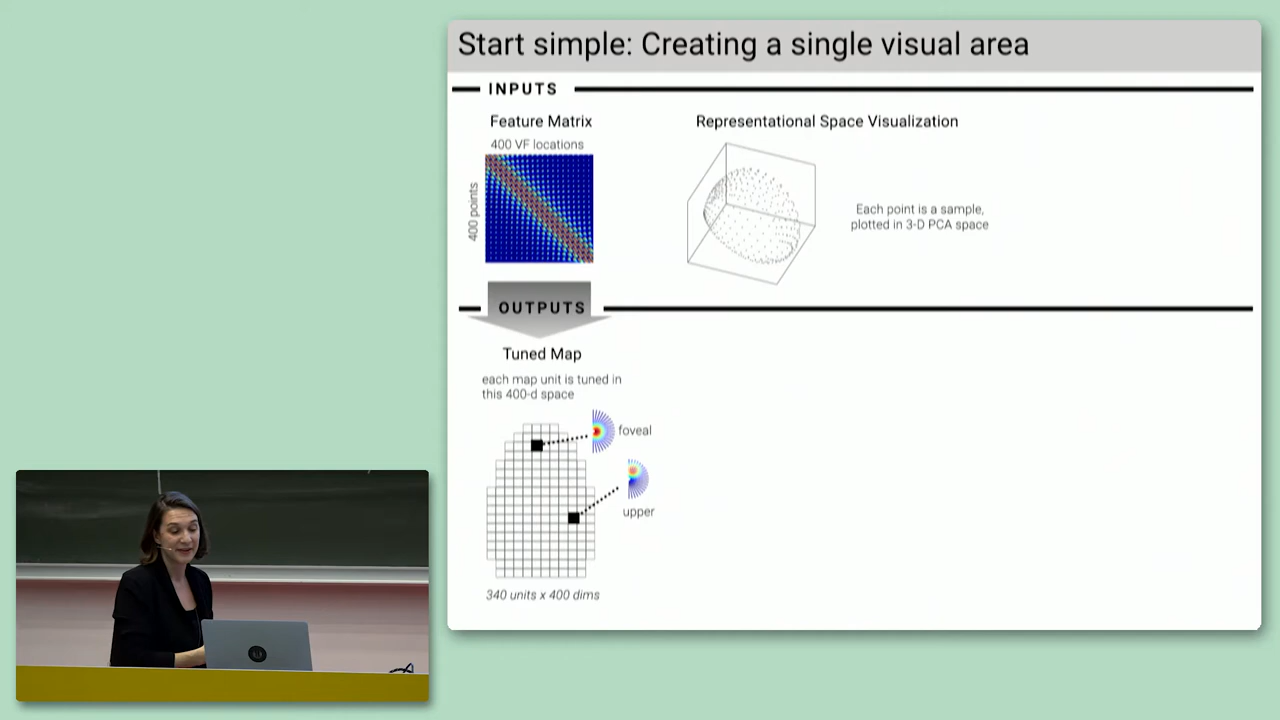 Start simple: Creating a single visual area
INPUTS
Feature Matrix
400 VF locations
400 points
Representational Space Visualization
Each point is a sample,
plotted in 3-D PCA space
OUTPUTS
Tuned Map
each map unit is tuned in
this 400-d space
foveal
upper
340 units x 400 dims